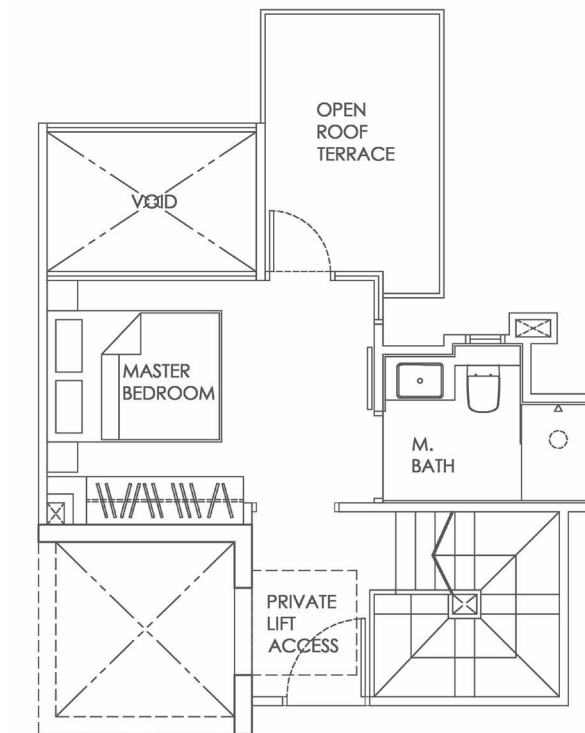 OPEN
ROOF
TERRACE
VOID
MASTER
BEDROOM
M.
BATH
PRIVATE
LIFT
ACCESS